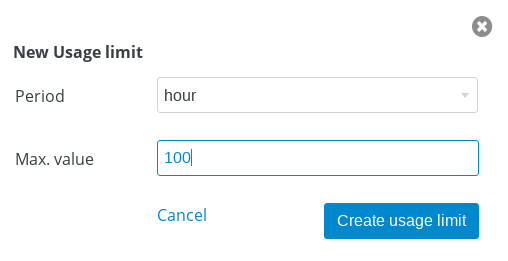 New Usage limit
Period
hour
Max. value
100
Cancel
Create usage limit